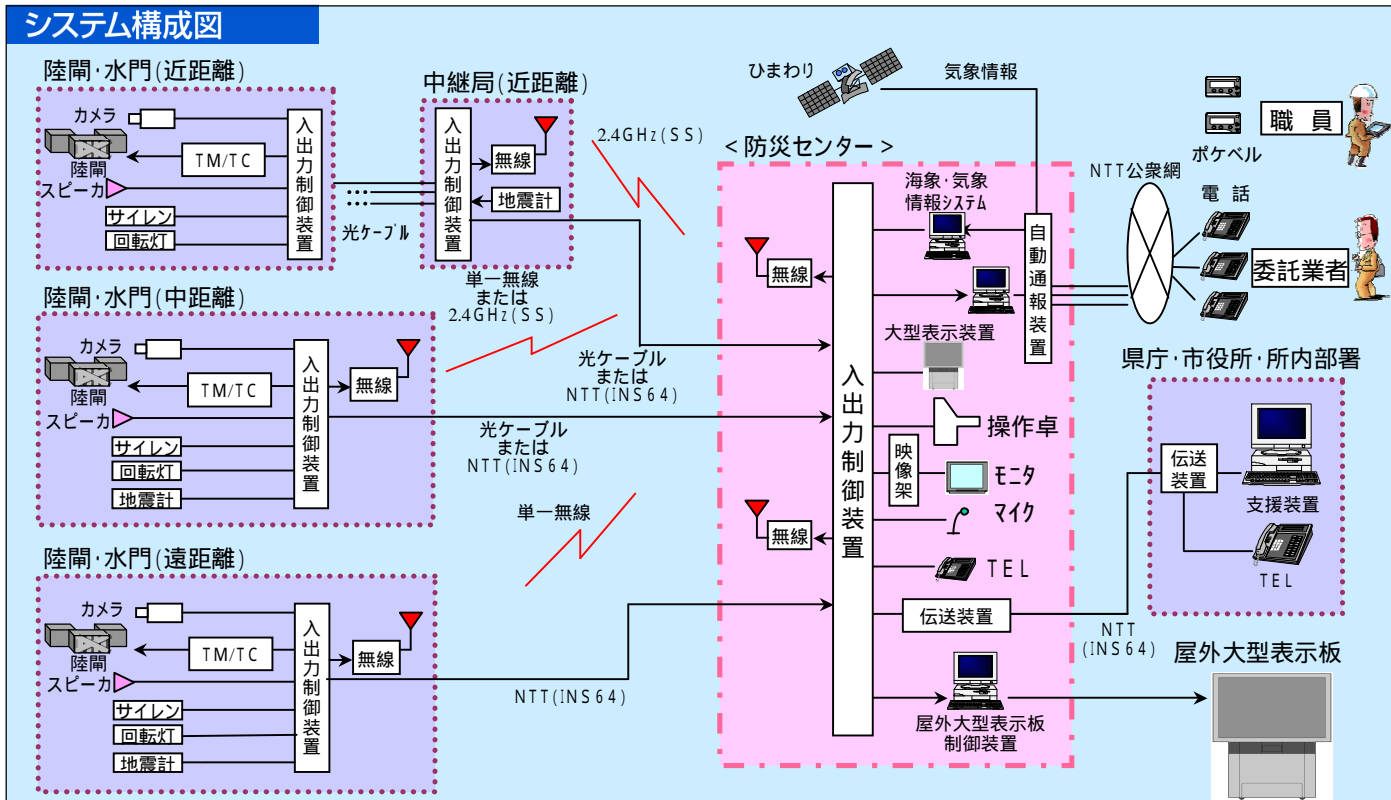 システム構成図
陸閘・水門(近距離)
カメラ
陸閘
TM/TC
スピーカ
サイレン
回転灯
入出力制御装置
光ケーブル
中継局(近距離)
入出力制御装置
無線
地震計
2.4GHz(SS)
単一無線
または
2.4GHz(SS)
光ケーブル
または
NTT(INS64)
陸閘・水門(中距離)
カメラ
陸閘
TM/TC
スピーカ
サイレン
回転灯
地震計
入出力制御装置
無線
光ケーブル
または
NTT(INS64)
単一無線
陸閘・水門(遠距離)
カメラ
陸閘
TM/TC
スピーカ
サイレン
回転灯
地震計
入出力制御装置
無線
NTT(INS64)
ひまわり
気象情報
<防災センター>
無線
無線
入出力制御装置
海象・気象
情報システム
自動通報装置
大型表示装置
操作卓
映像架
モニタ
マイク
TEL
伝送装置
屋外大型表示板
制御装置
NTT公衆網
ポケベル
職員
電話
委託業者
県庁・市役所・所内部署
伝送
装置
支援装置
TEL
NTT
(INS64)
屋外大型表示板